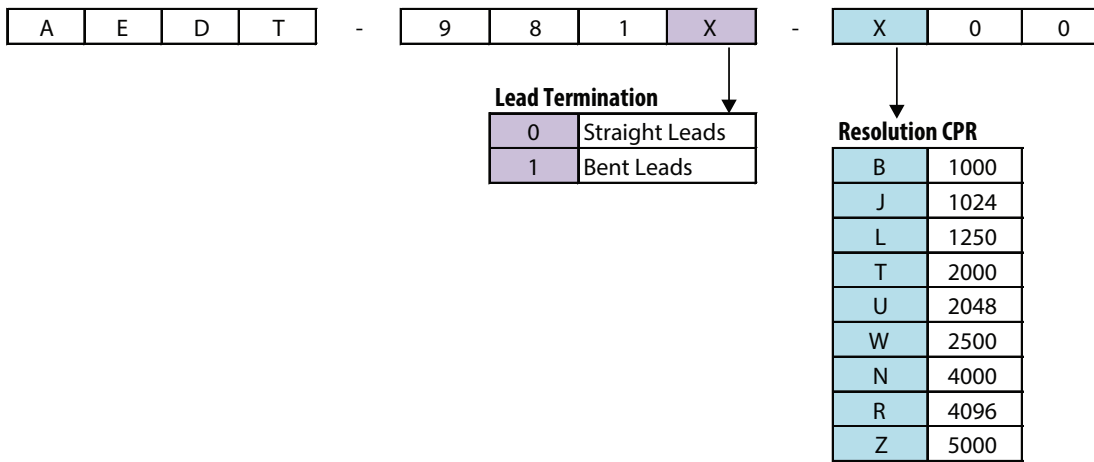 A E D T - 9 8 1 X - X 0 0
Lead Termination
0 Straight Leads
1 Bent Leads
Resolution CPR
B 1000
J 1024
L 1250
T 2000
U 2048
W 2500
N 4000
R 4096
Z 5000